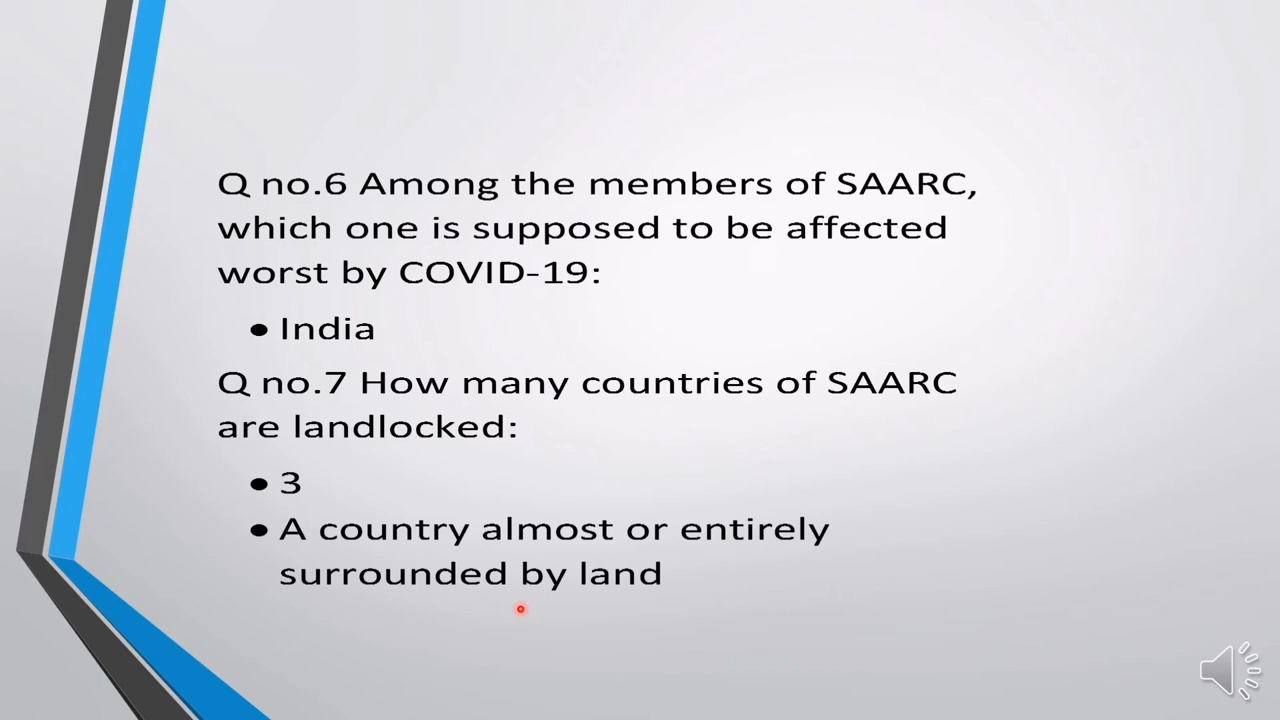 Q no.6 Among the members of SAARC,
which one is supposed to be affected
worst by COVID-19:
• India
Q no.7 How many countries of SAARC
are landlocked:
• 3
• A country almost or entirely
surrounded by land